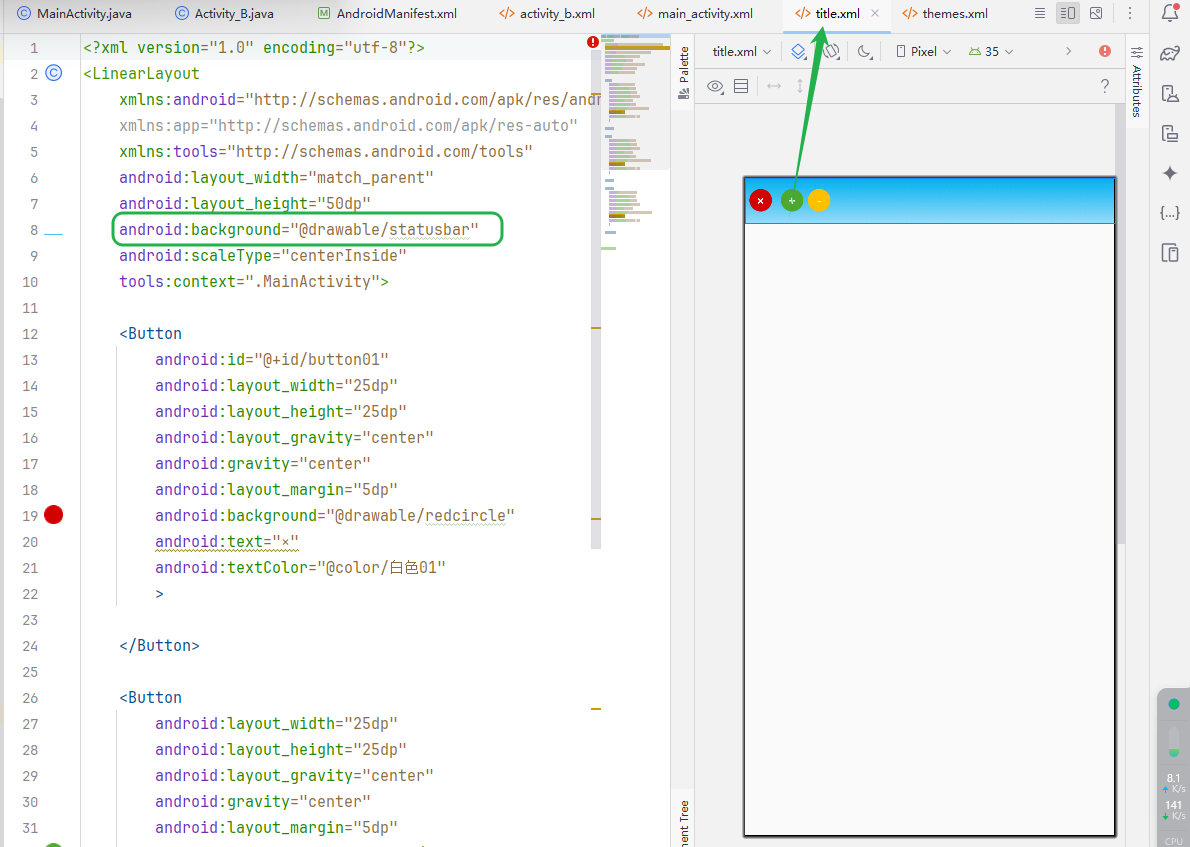 MainActivity.java Activity_B.java AndroidManifest.xml activity_b.xml main_activity.xml title.xml themes.xml
title.xml Pixel 35
Palette
Attributes
1 <?xml version="1.0" encoding="utf-8"?>
2 <LinearLayout
3 xmlns:android="http://schemas.android.com/apk/res/andr
4 xmlns:app="http://schemas.android.com/apk/res-auto"
5 xmlns:tools="http://schemas.android.com/tools"
6 android:layout_width="match_parent"
7 android:layout_height="50dp"
8 android:background="@drawable/statusbar"
9 android:scaleType="centerInside"
10 tools:context=".MainActivity">
11
12 <Button
13 android:id="@+id/button01"
14 android:layout_width="25dp"
15 android:layout_height="25dp"
16 android:layout_gravity="center"
17 android:gravity="center"
18 android:layout_margin="5dp"
19 android:background="@drawable/redcircle"
20 android:text="×"
21 android:textColor="@color/白色01"
22 >
23
24 </Button>
25
26 <Button
27 android:layout_width="25dp"
28 android:layout_height="25dp"
29 android:layout_gravity="center"
30 android:gravity="center"
31 android:layout_margin="5dp"
× + -
nent Tree
8.1
K/s
141
K/s
CPU